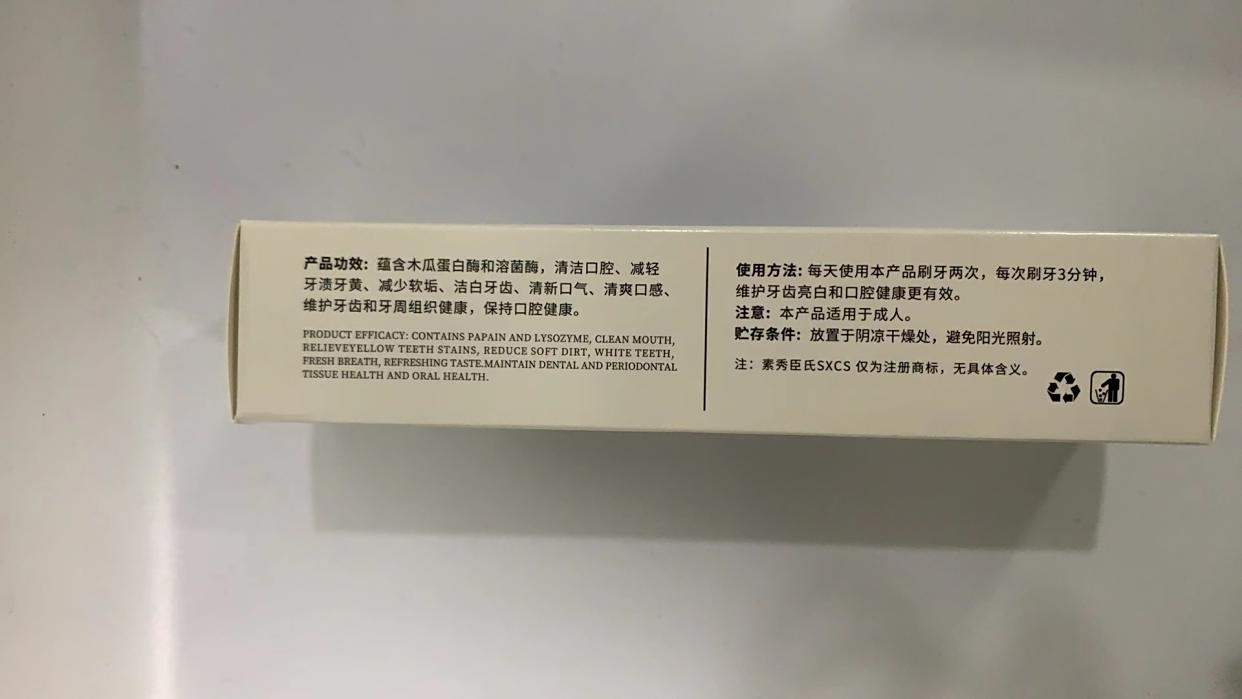 产品功效：蕴含木瓜蛋白酶和溶菌酶，清洁口腔、减轻
牙渍牙黄、减少软垢、洁白牙齿、清新口气、清爽口感、
维护牙齿和牙周组织健康，保持口腔健康。
PRODUCT EFFICACY: CONTAINS PAPAIN AND LYSOZYME, CLEAN MOUTH,
RELIEVEYELLOW TEETH STAINS, REDUCE SOFT DIRT, WHITE TEETH,
FRESH BREATH, REFRESHING TASTE.MAINTAIN DENTAL AND PERIODONTAL
TISSUE HEALTH AND ORAL HEALTH.
使用方法: 每天使用本产品刷牙两次，每次刷牙3分钟，
维护牙齿亮白和口腔健康更有效。
注意：本产品适用于成人。
贮存条件：放置于阴凉干燥处，避免阳光照射。
注：素秀臣氏SXCS 仅为注册商标，无具体含义。